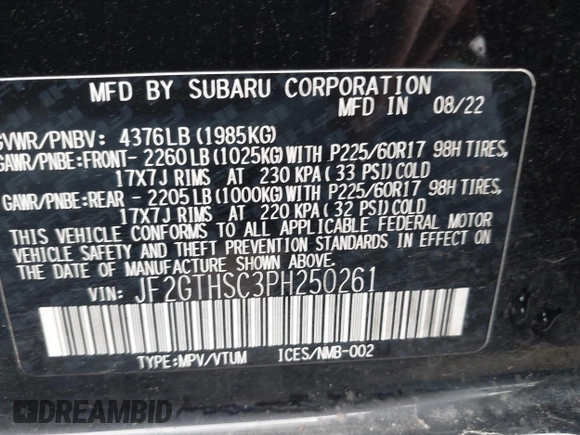 MFD BY SUBARU CORPORATION
MFD IN 08/22
GVWR/PNBV: 4376LB(1985KG)
GAWR/PNBE:FRONT- 2260LB(1025KG)WITH P225/60R17 98H TIRES,
17X7J RIMS AT 230 KPA( 33 PSI)COLD
GAWR/PNBE:REAR - 2205LB(1000KG)WITH P225/60R17 98H TIRES,
17X7J RIMS AT 220 KPA( 32 PSI)COLD
THIS VEHICLE CONFORMS TO ALL APPLICABLE FEDERAL MOTOR
VEHICLE SAFETY AND THEFT PREVENTION STANDARDS IN EFFECT ON
THE DATE OF MANUFACTURE SHOWN ABOVE.
VIN: JF2GTHSC3PH250261
TYPE:MPV/VTUM ICES/NMB-002
DREAMBID